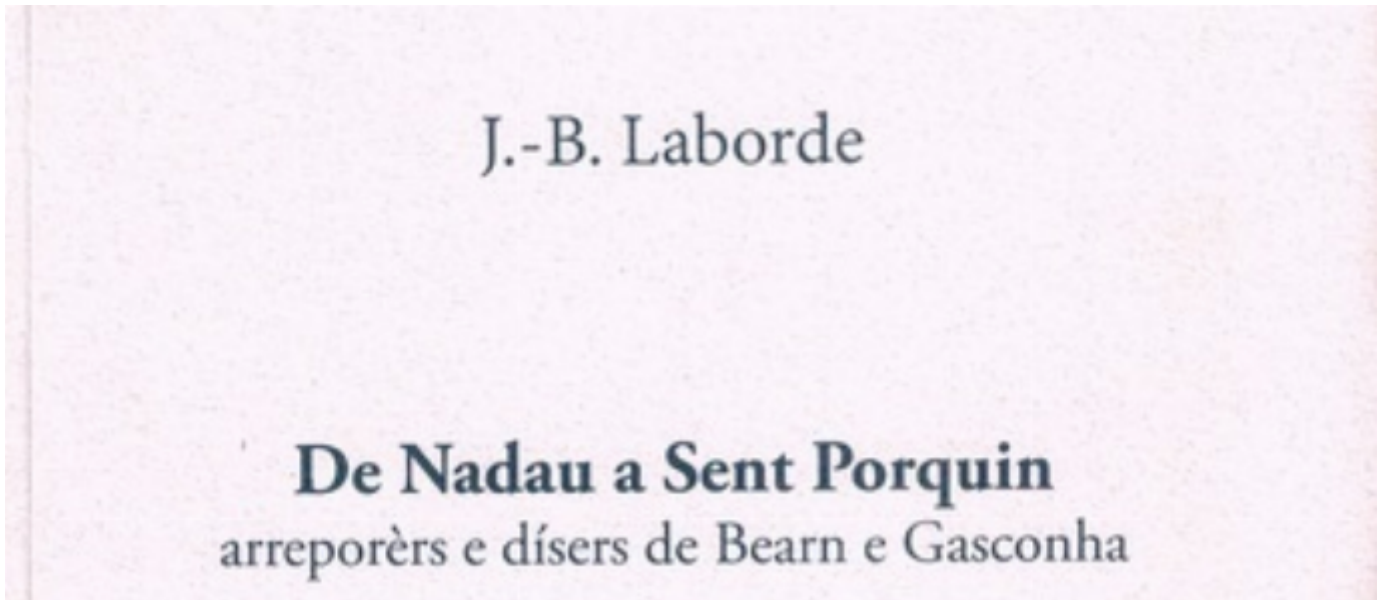 J.-B. Laborde
De Nadau a Sent Porquin
arreporèrs e dísers de Bearn e Gasconha